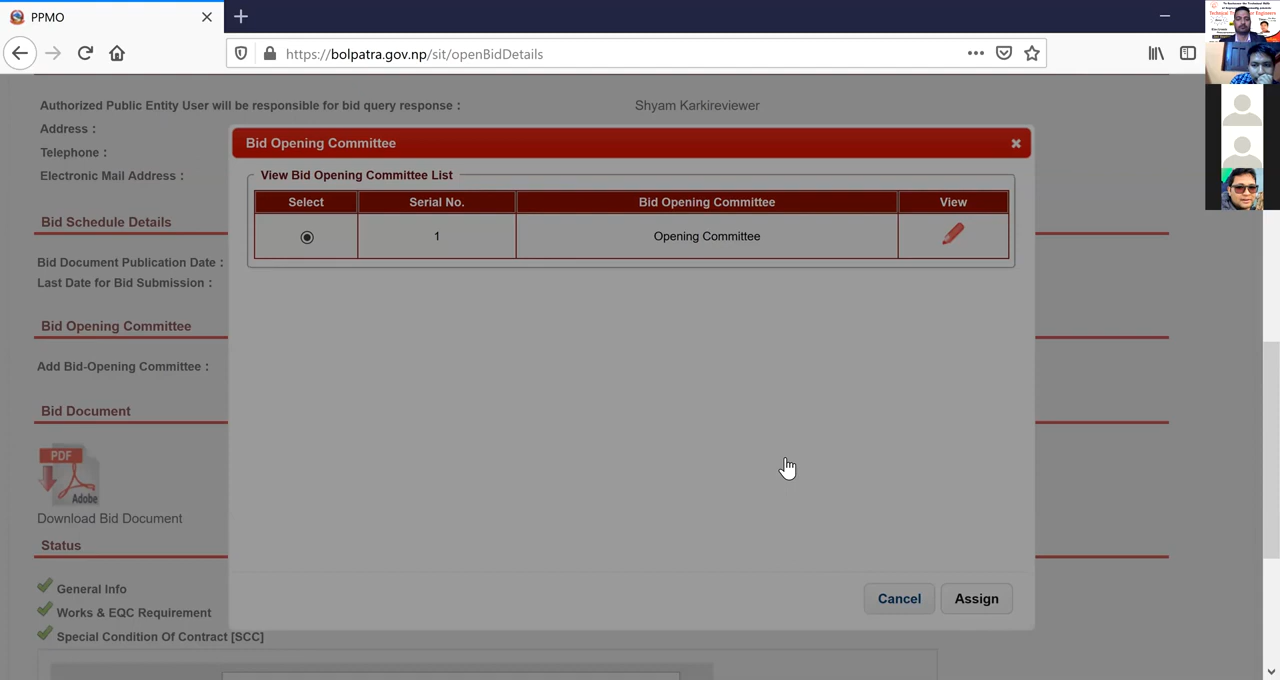 PPMO
https://bolpatra.gov.np/sit/openBidDetails
Authorized Public Entity User will be responsible for bid query response :
Shyam Karkireviewer
Address :
Telephone :
Electronic Mail Address :
Bid Opening Committee
View Bid Opening Committee List
Select Serial No. Bid Opening Committee View
1 Opening Committee
Bid Schedule Details
Bid Document Publication Date :
Last Date for Bid Submission :
Bid Opening Committee
Add Bid-Opening Committee :
Bid Document
PDF
Adobe
Download Bid Document
Status
General Info
Works & EQC Requirement
Special Condition Of Contract [SCC]
Cancel
Assign